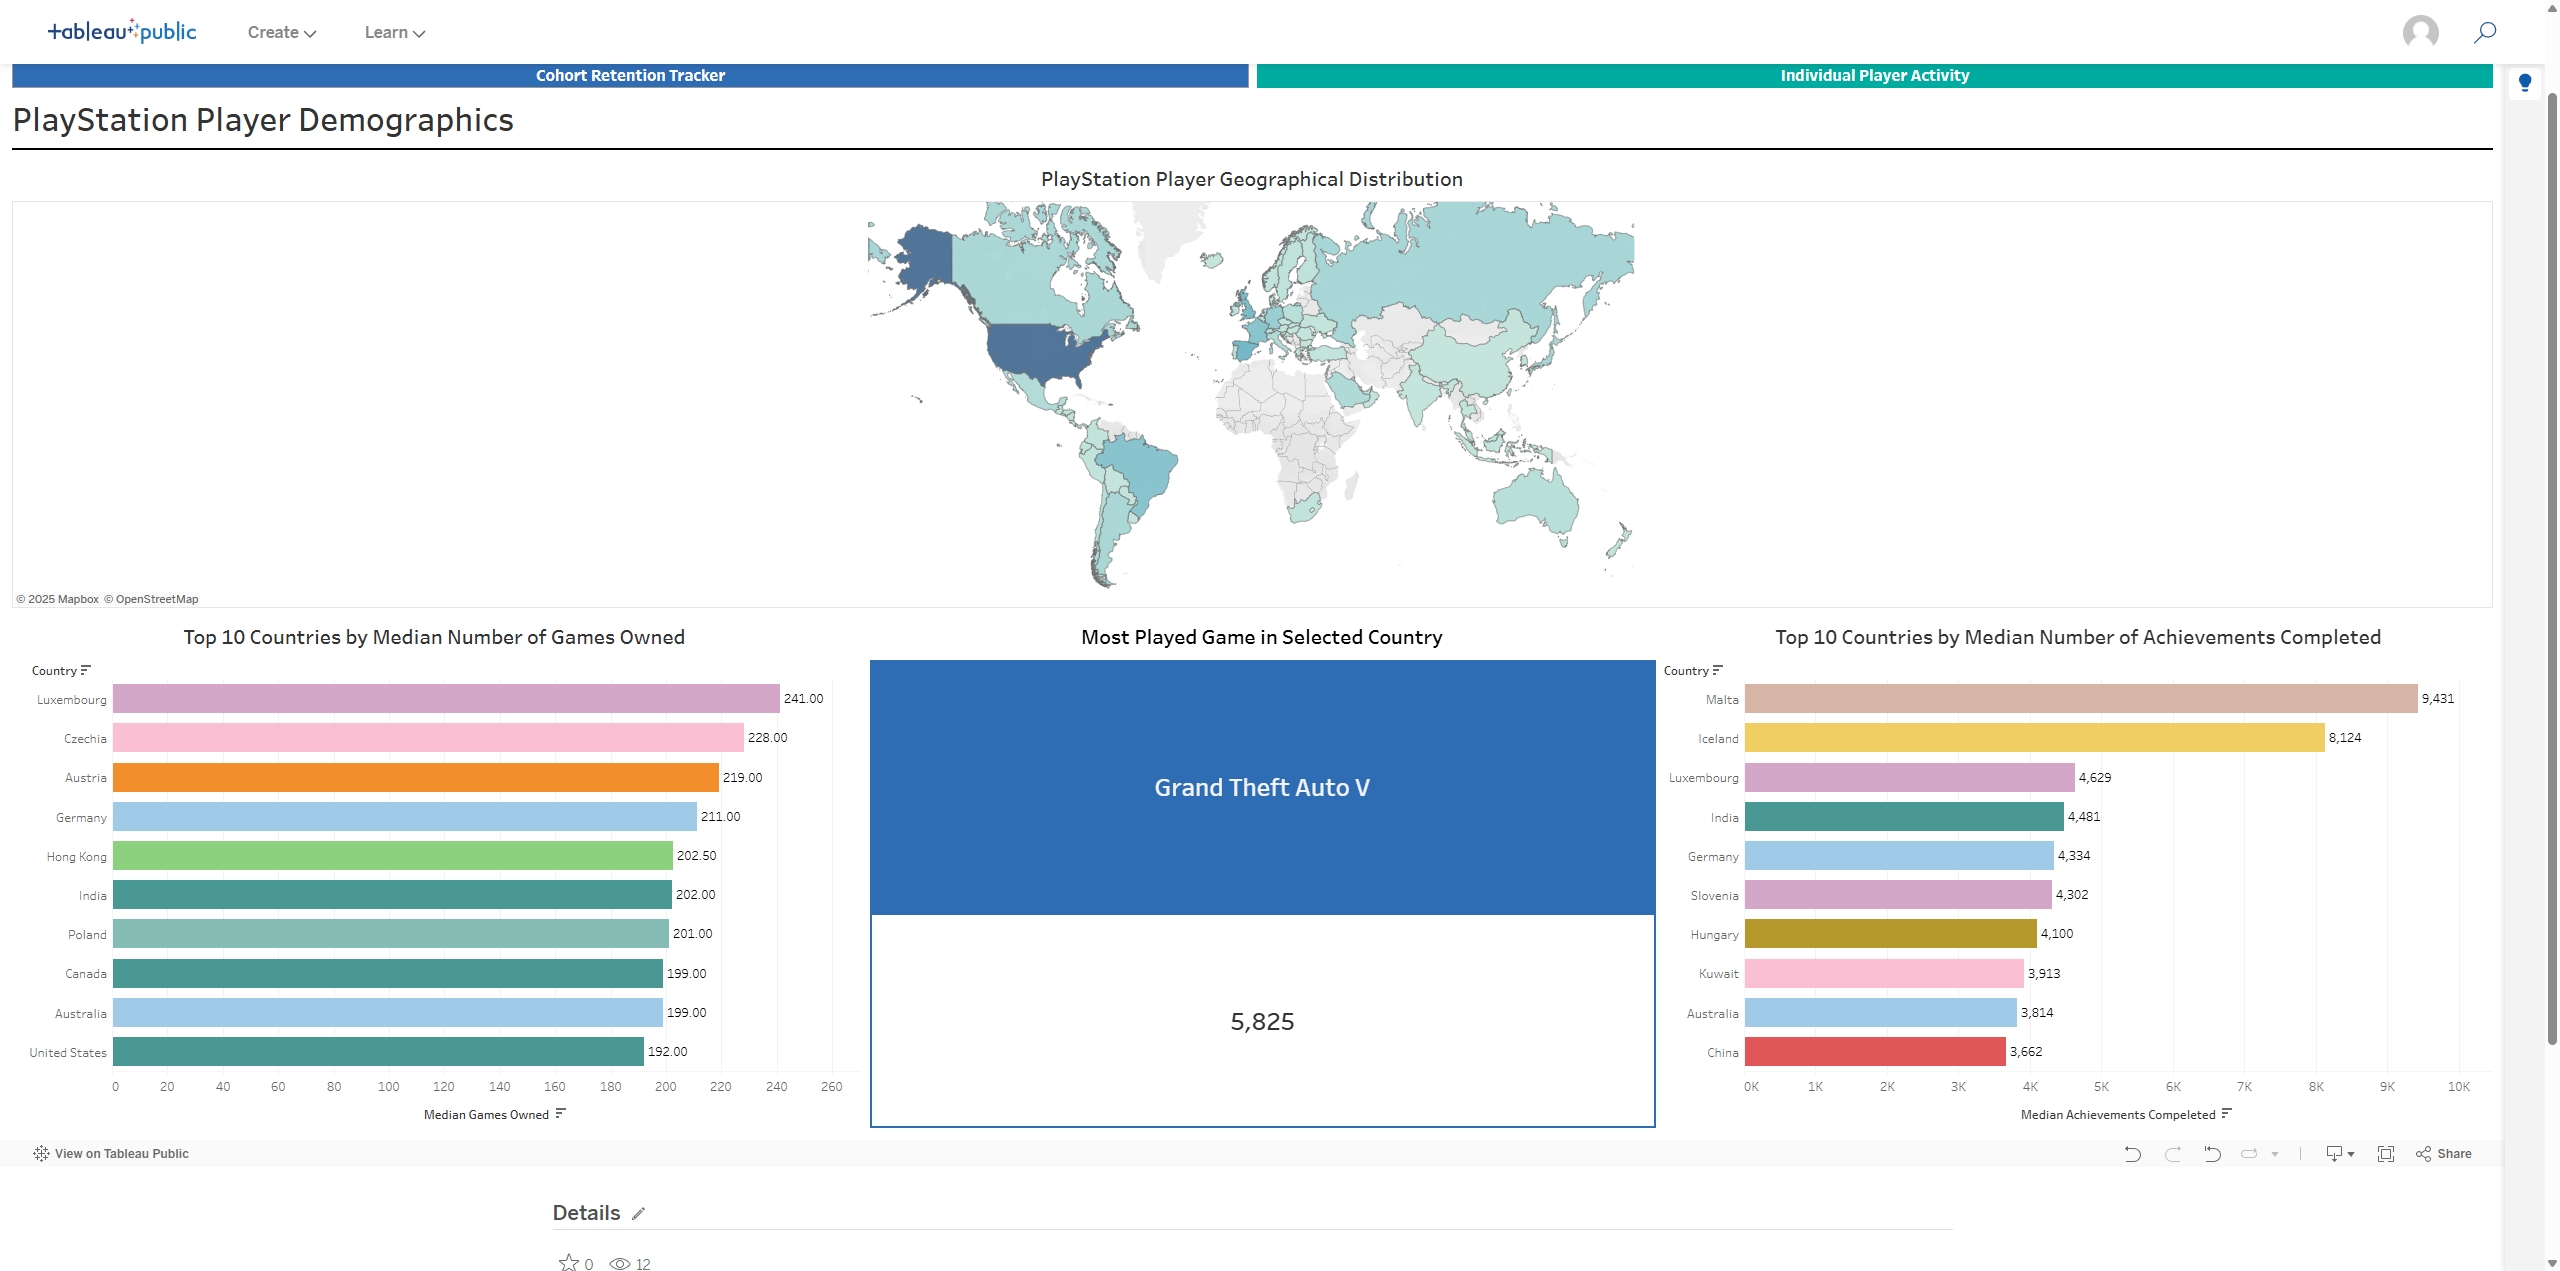 tableau public Create Learn
Cohort Retention Tracker Individual Player Activity
PlayStation Player Demographics
PlayStation Player Geographical Distribution
© 2025 Mapbox © OpenStreetMap
Top 10 Countries by Median Number of Games Owned
Country
Luxembourg 241.00
Czechia 228.00
Austria 219.00
Germany 211.00
Hong Kong 202.50
India 202.00
Poland 201.00
Canada 199.00
Australia 199.00
United States 192.00
0 20 40 60 80 100 120 140 160 180 200 220 240 260
Median Games Owned
Most Played Game in Selected Country
Grand Theft Auto V
5,825
Top 10 Countries by Median Number of Achievements Completed
Country
Malta 9,431
Iceland 8,124
Luxembourg 4,629
India 4,481
Germany 4,334
Slovenia 4,302
Hungary 4,100
Kuwait 3,913
Australia 3,814
China 3,662
0K 1K 2K 3K 4K 5K 6K 7K 8K 9K 10K
Median Achievements Compeleted
View on Tableau Public Share
Details
0 12